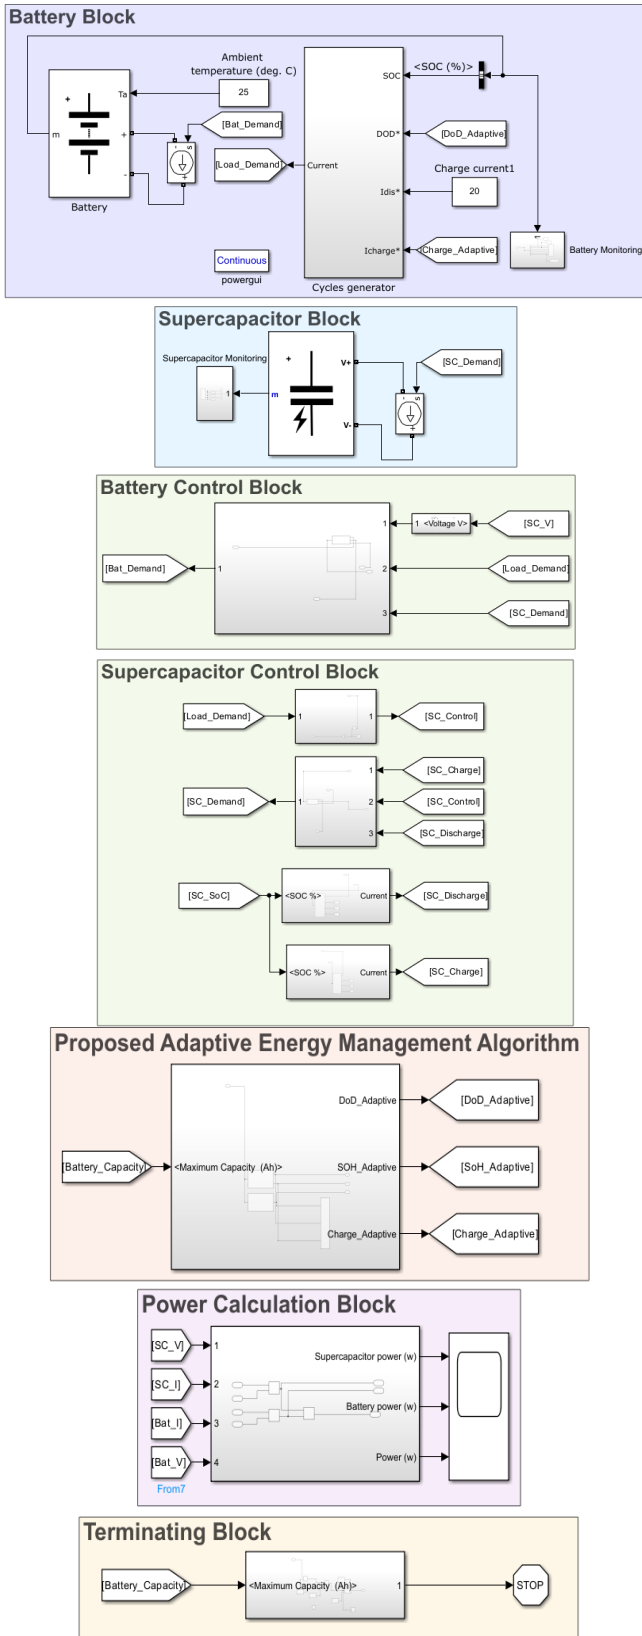 Battery Block
Ambient
temperature (deg. C)
25
<SOC (%)>
SOC
Ta
+
m
+
-
Battery
[Bat_Demand]
s
-
+
[Load_Demand]
Current
DOD*
[DoD_Adaptive]
Charge current1
Idis*
20
Icharge*
[Charge_Adaptive]
1
Battery Monitoring
Continuous
powergui
Cycles generator
Supercapacitor Block
Supercapacitor Monitoring
1
m
+
V+
V-
[SC_Demand]
s
-
+
Battery Control Block
1
1 <Voltage V>
[SC_V]
[Bat_Demand]
1
2
[Load_Demand]
3
[SC_Demand]
Supercapacitor Control Block
[Load_Demand]
1
1
[SC_Control]
1
[SC_Charge]
[SC_Demand]
1
2
[SC_Control]
3
[SC_Discharge]
[SC_SoC]
<SOC %>
Current
[SC_Discharge]
<SOC %>
Current
[SC_Charge]
Proposed Adaptive Energy Management Algorithm
DoD_Adaptive
[DoD_Adaptive]
[Battery_Capacity]
<Maximum Capacity (Ah)>
SOH_Adaptive
[SoH_Adaptive]
Charge_Adaptive
[Charge_Adaptive]
Power Calculation Block
[SC_V]
1
Supercapacitor power (w)
[SC_I]
2
Battery power (w)
[Bat_I]
3
Power (w)
[Bat_V]
4
From7
Terminating Block
[Battery_Capacity]
<Maximum Capacity (Ah)>
1
STOP